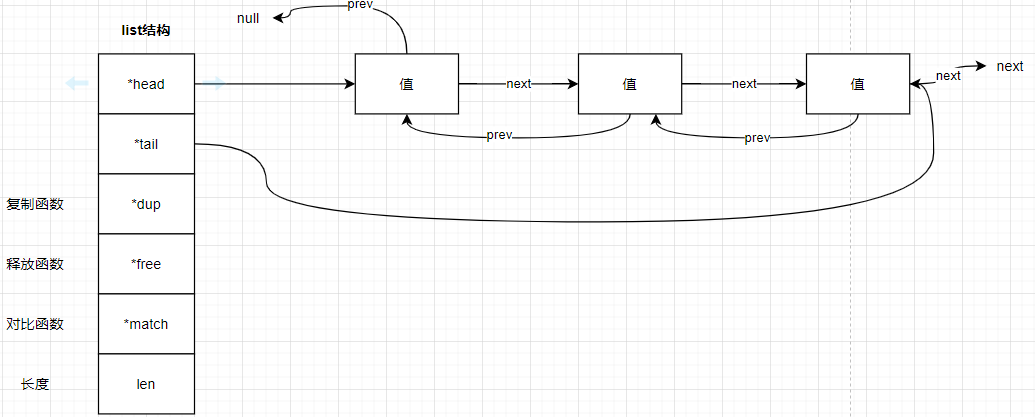 prev
null
list结构
*head
值
next
值
next
值
next
next
prev
prev
*tail
复制函数
*dup
释放函数
*free
对比函数
*match
长度
len